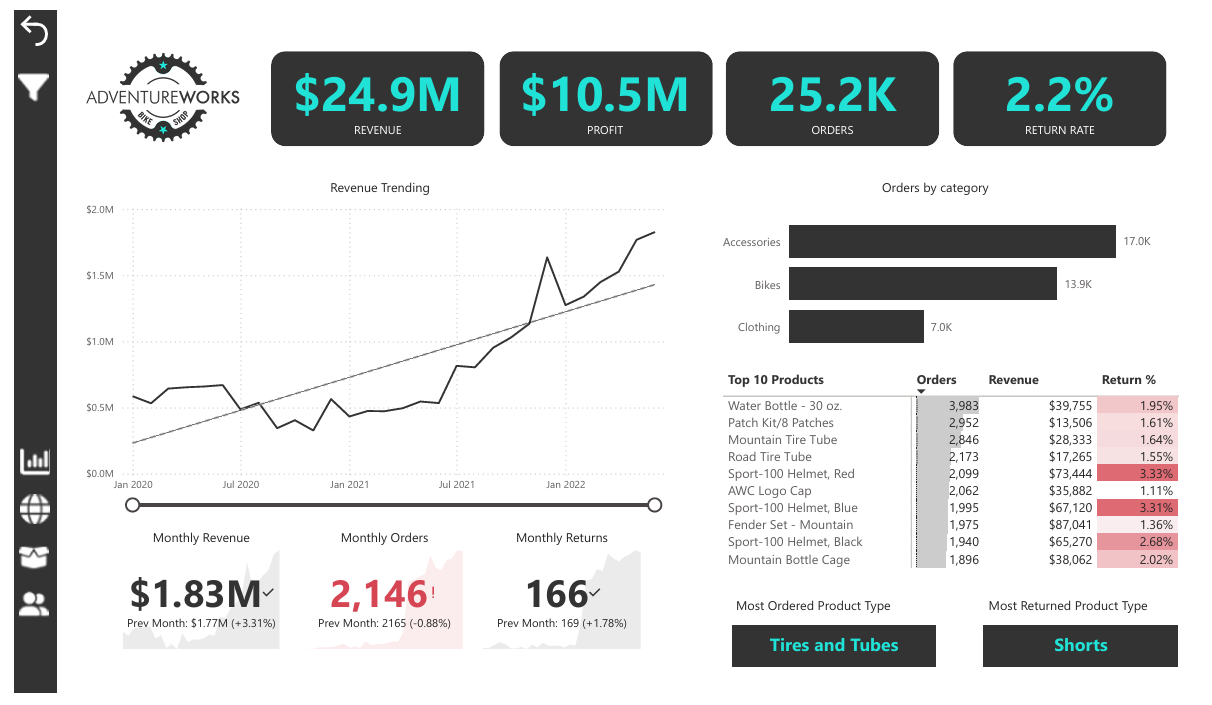 ADVENTUREWORKS
BIKE SHOP
$24.9M
REVENUE
$10.5M
PROFIT
25.2K
ORDERS
2.2%
RETURN RATE
Revenue Trending
$2.0M
$1.5M
$1.0M
$0.5M
$0.0M
Jan 2020 Jul 2020 Jan 2021 Jul 2021 Jan 2022
Orders by category
Accessories 17.0K
Bikes 13.9K
Clothing 7.0K
Top 10 Products Orders Revenue Return %
Water Bottle - 30 oz. 3,983 $39,755 1.95%
Patch Kit/8 Patches 2,952 $13,506 1.61%
Mountain Tire Tube 2,846 $28,333 1.64%
Road Tire Tube 2,173 $17,265 1.55%
Sport-100 Helmet, Red 2,099 $73,444 3.33%
AWC Logo Cap 2,062 $35,882 1.11%
Sport-100 Helmet, Blue 1,995 $67,120 3.31%
Fender Set - Mountain 1,975 $87,041 1.36%
Sport-100 Helmet, Black 1,940 $65,270 2.68%
Mountain Bottle Cage 1,896 $38,062 2.02%
Monthly Revenue
$1.83M
Prev Month: $1.77M (+3.31%)
Monthly Orders
2,146!
Prev Month: 2165 (-0.88%)
Monthly Returns
166
Prev Month: 169 (+1.78%)
Most Ordered Product Type
Tires and Tubes
Most Returned Product Type
Shorts